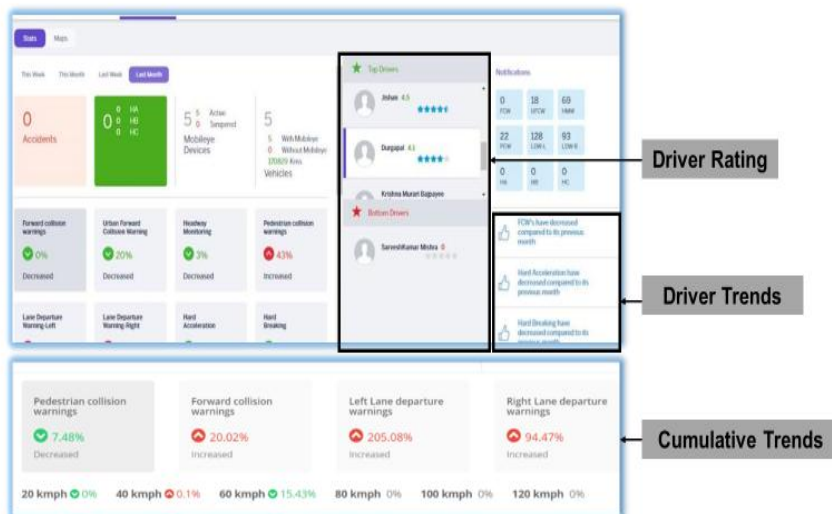 Stats Maps
This Week This Month Last Week Last Month
0
Accidents
0
0 HA
0 HB
0 HC
5
5 Active
0 Tampered
Mobileye
Devices
5
5 With Mobileye
0 Without Mobileye
170829 Kms
Vehicles
Forward collision
warnings
0%
Decreased
Urban Forward
Collision Warning
20%
Decreased
Headway
Monitoring
3%
Decreased
Pedestrian collision
warnings
43%
Increased
Lane Departure
Warning-Left
Lane Departure
Warning-Right
Hard
Acceleration
Hard
Breaking
Top Drivers
Jishan 4.5
Durgapal
Krishna Murari Bajpayee
Bottom Drivers
SarveshKumar Mishra 0
Notifications
0
FCW
18
UFCW
69
HMW
22
PCW
128
LDW-L
93
LDW-R
0
HA
0
HB
0
HC
FCW's have decreased
compared to its previous
month
Hard Acceleration have
decreased compared to its
previous month
Hard Breaking have
decreased compared to its
previous month
Driver Rating
Driver Trends
Pedestrian collision
warnings
7.48%
Decreased
Forward collision
warnings
20.02%
Increased
Left Lane departure
warnings
205.08%
Increased
Right Lane departure
warnings
94.47%
Increased
20 kmph 0% 40 kmph 0.1% 60 kmph 15.43% 80 kmph 0% 100 kmph 0% 120 kmph 0%
Cumulative Trends